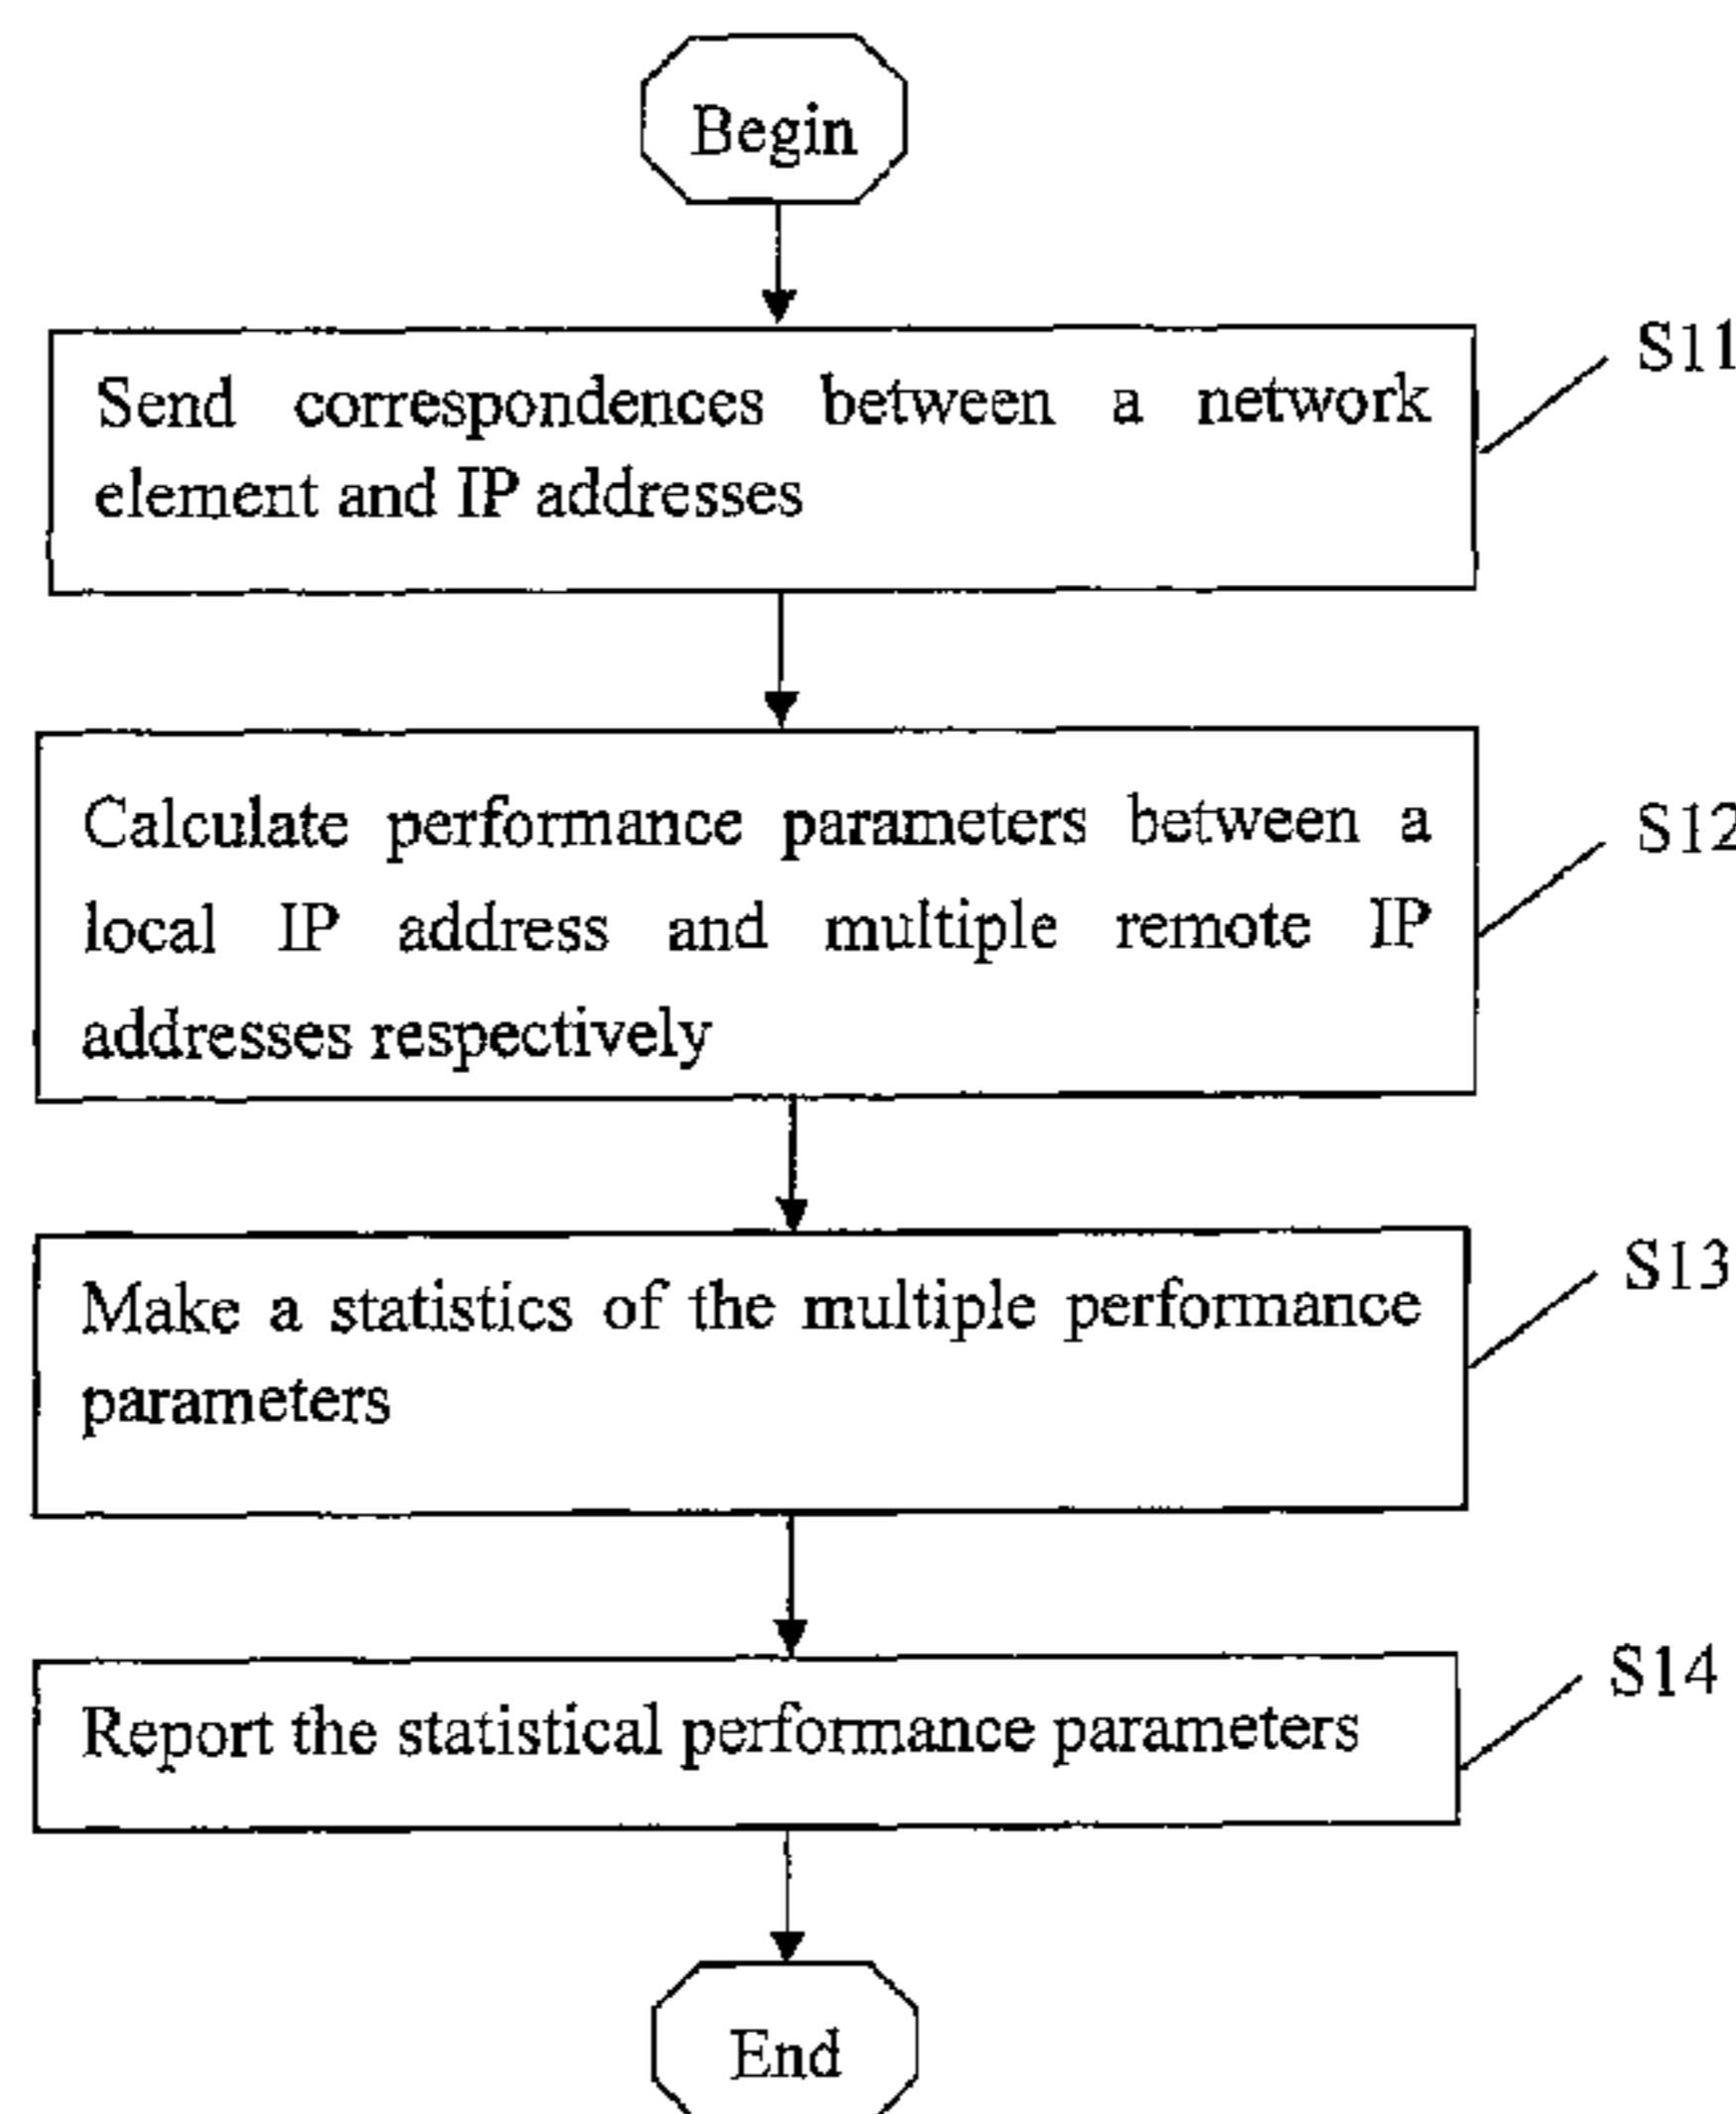 Begin
Send correspondences between a network
element and IP addresses
S11
Calculate performance parameters between a
local IP address and multiple remote IP
addresses respectively
S12
Make a statistics of the multiple performance
parameters
S13
Report the statistical performance parameters
S14
End